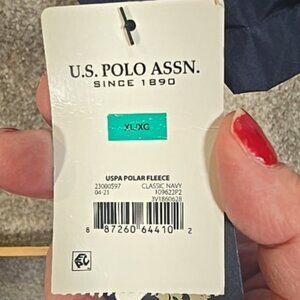 U.S. POLO ASSN.
SINCE 1890
XL/XG
USPA POLAR FLEECE
23000597 CLASSIC NAVY
04-21 109622P2
3V1860628
8 87260 64410 2